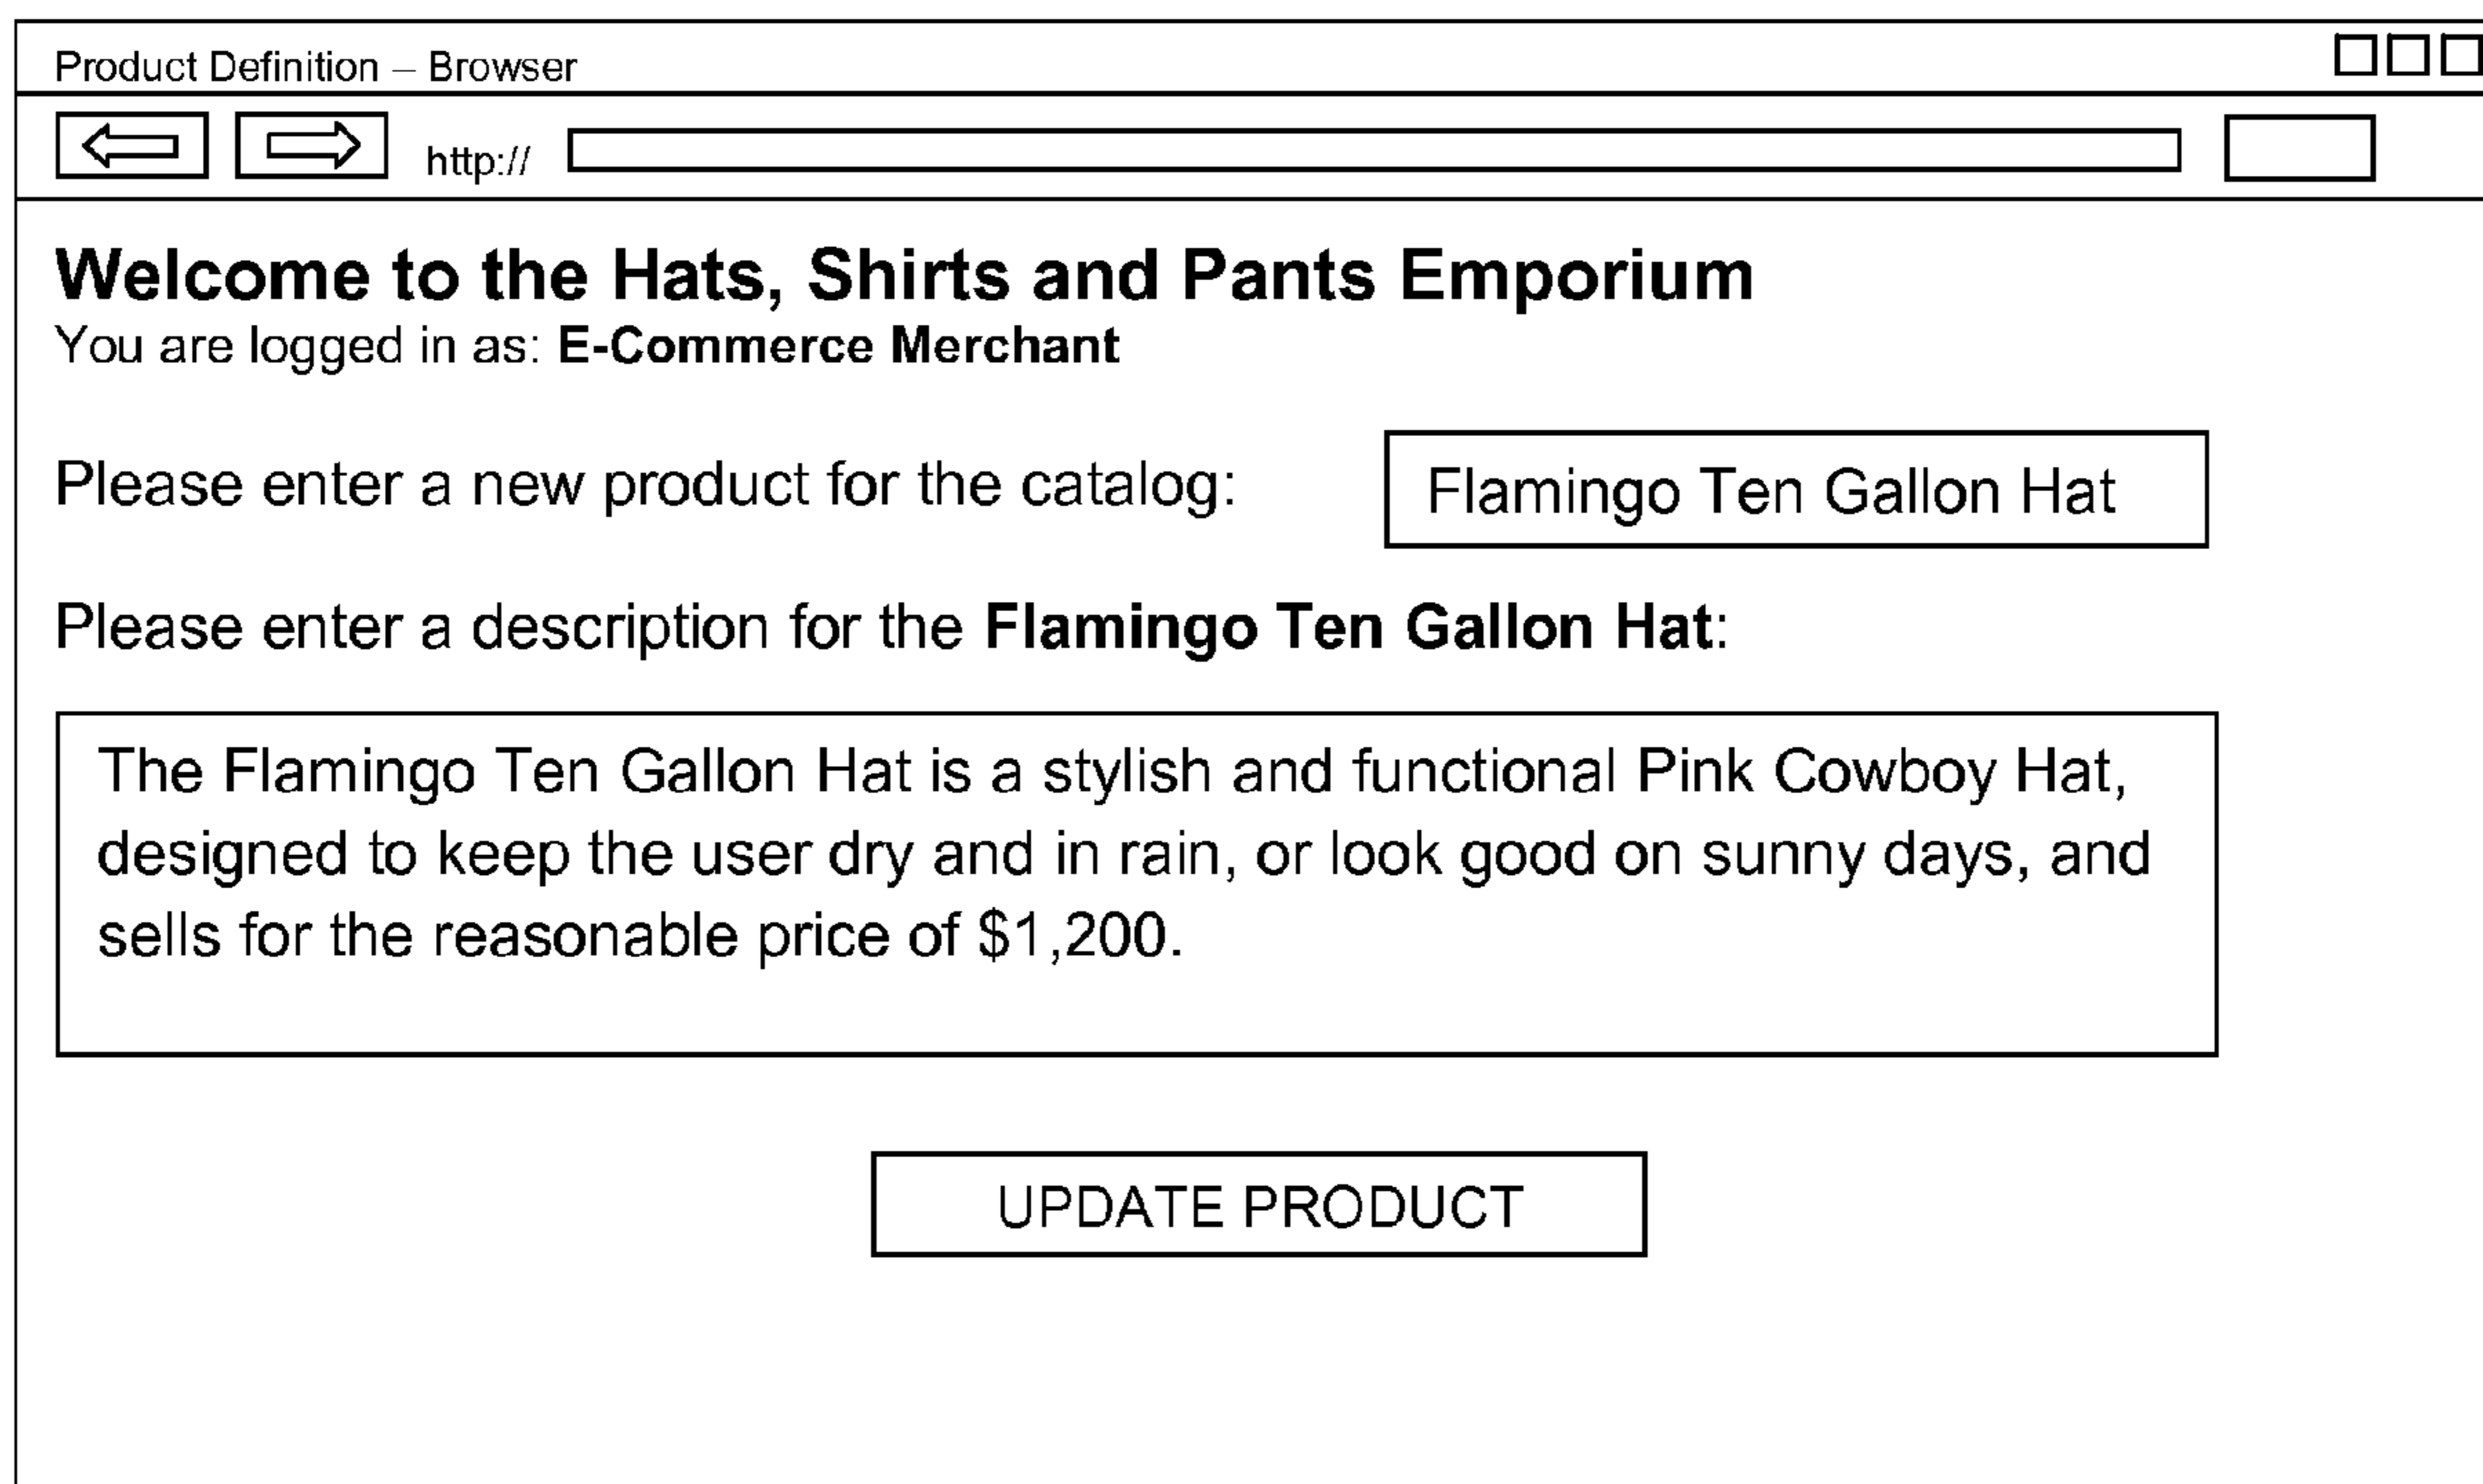 Product Definition – Browser
http://
Welcome to the Hats, Shirts and Pants Emporium
You are logged in as: E-Commerce Merchant
Please enter a new product for the catalog: Flamingo Ten Gallon Hat
Please enter a description for the Flamingo Ten Gallon Hat:
The Flamingo Ten Gallon Hat is a stylish and functional Pink Cowboy Hat,
designed to keep the user dry and in rain, or look good on sunny days, and
sells for the reasonable price of $1,200.
UPDATE PRODUCT